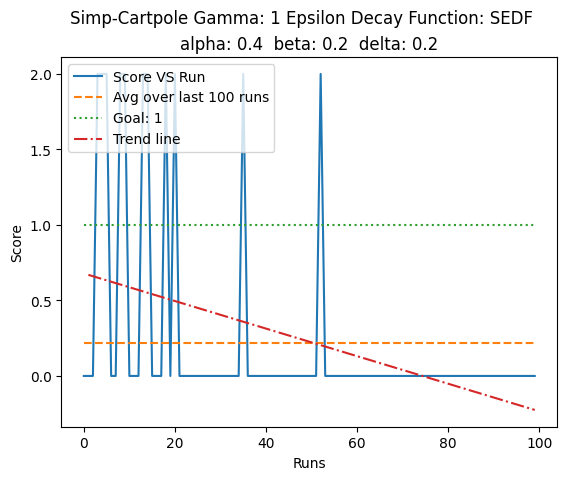 Simp-Cartpole Gamma: 1 Epsilon Decay Function: SEDF
alpha: 0.4  beta: 0.2  delta: 0.2
Score VS Run
Avg over last 100 runs
Goal: 1
Trend line
2.0
1.5
1.0
0.5
0.0
Score
0
20
40
60
80
100
Runs